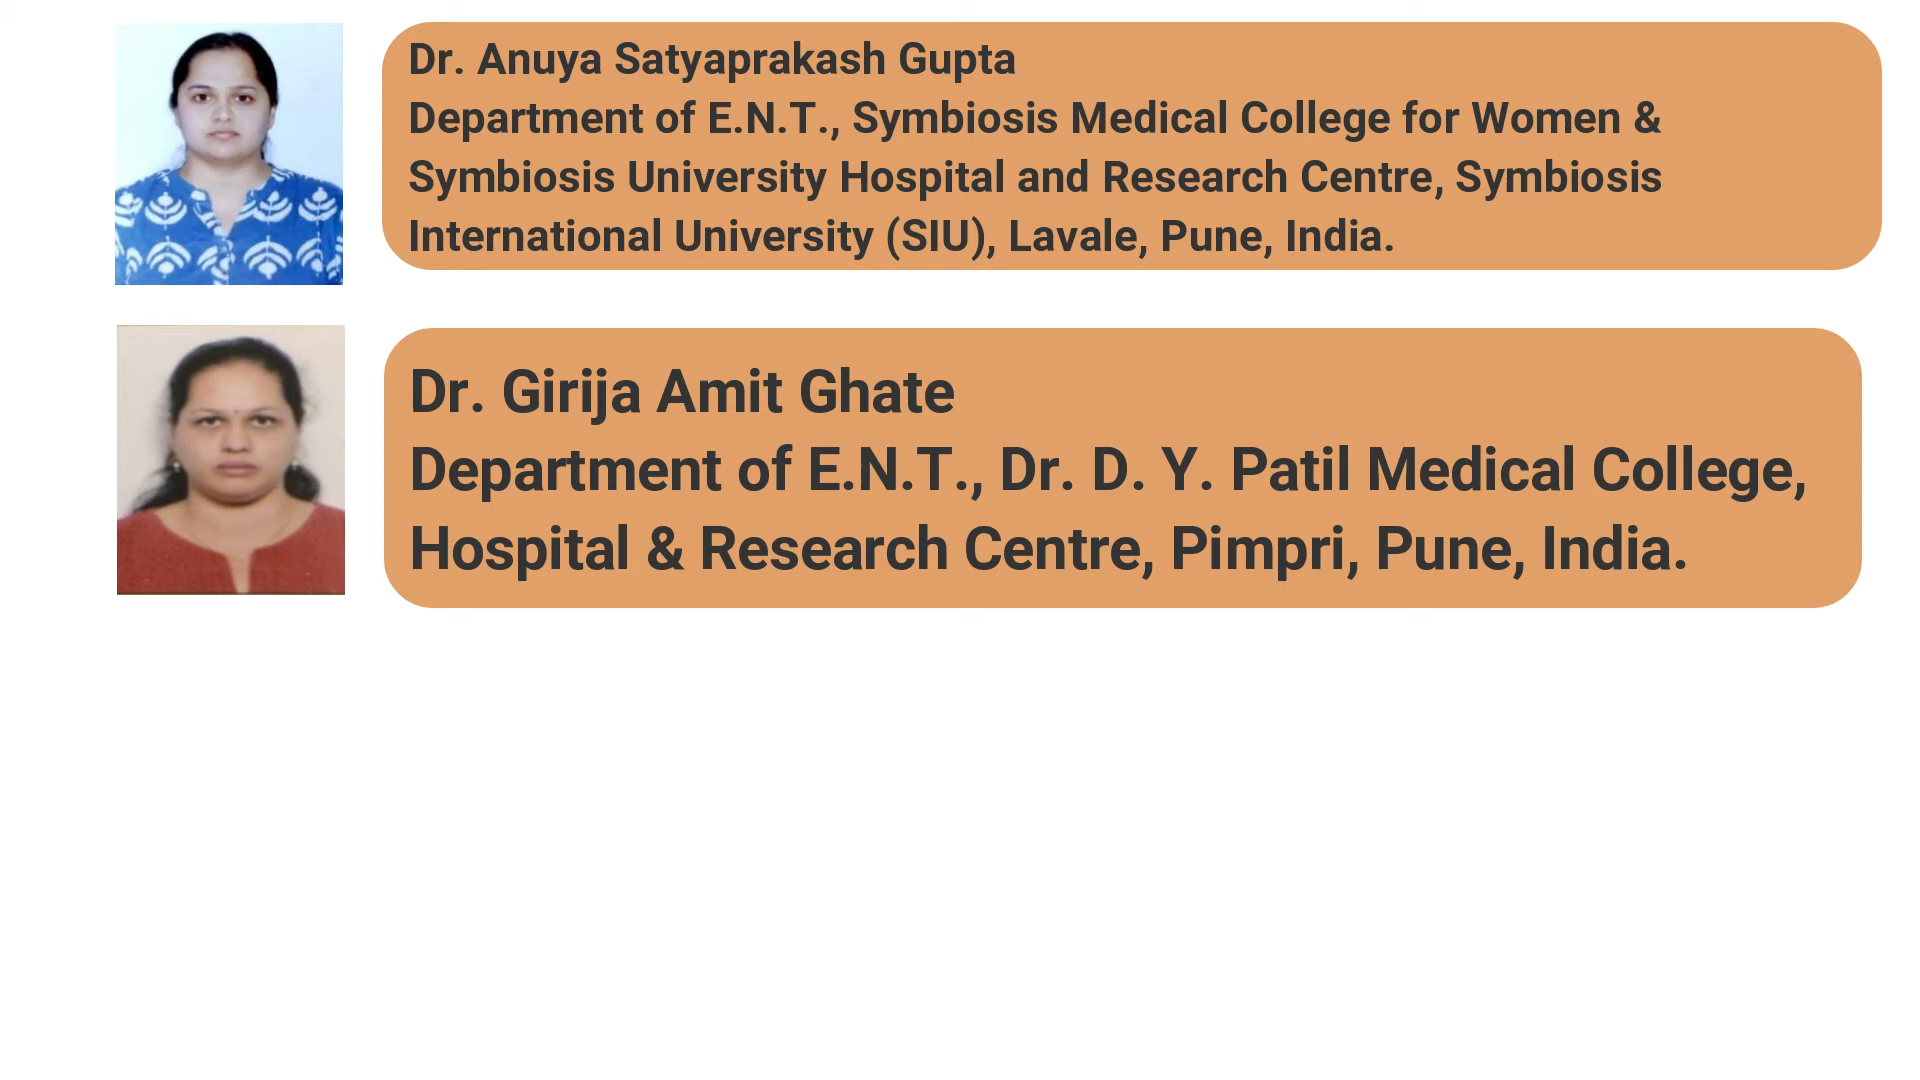 Dr. Anuya Satyaprakash Gupta
Department of E.N.T., Symbiosis Medical College for Women &
Symbiosis University Hospital and Research Centre, Symbiosis
International University (SIU), Lavale, Pune, India.
Dr. Girija Amit Ghate
Department of E.N.T., Dr. D. Y. Patil Medical College,
Hospital & Research Centre, Pimpri, Pune, India.